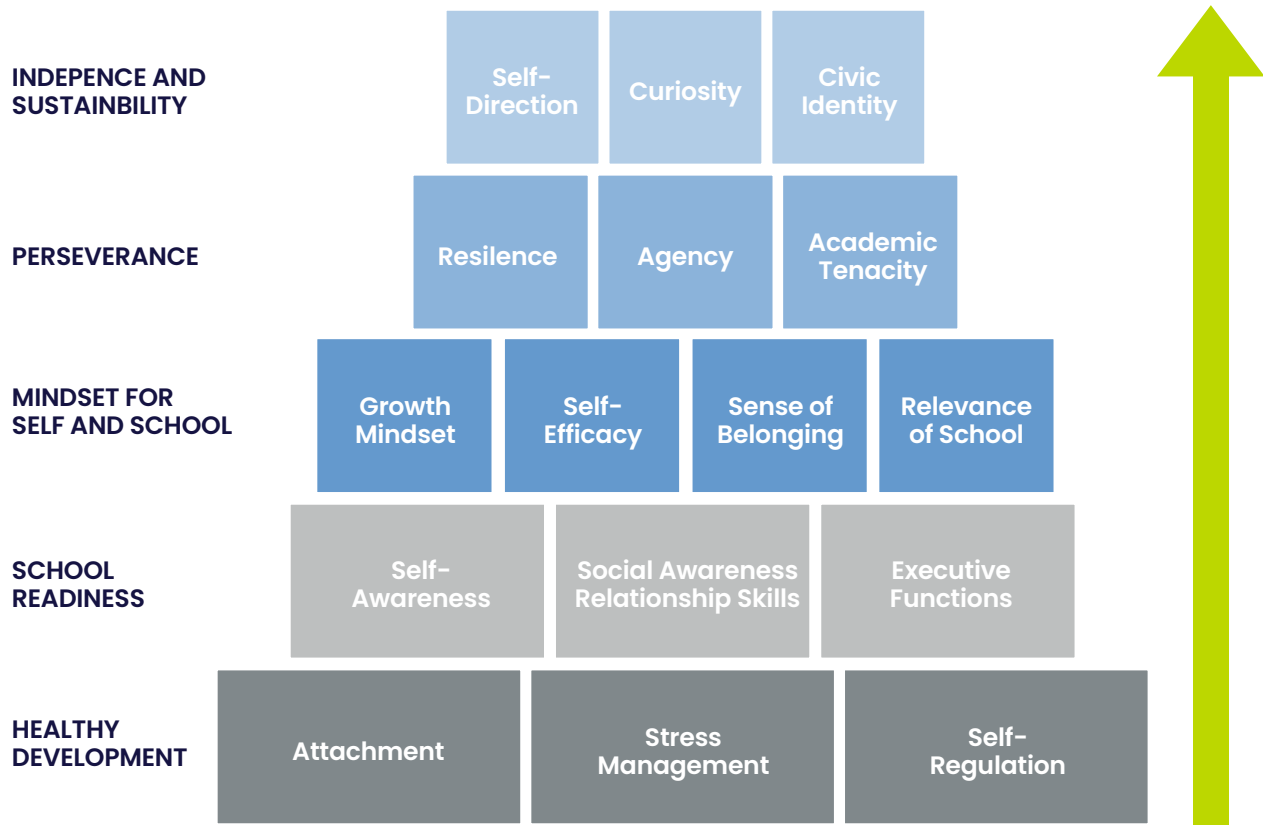 INDEPENCE AND
SUSTAINBILITY
Self-
Direction
Curiosity
Civic
Identity
PERSEVERANCE
Resilence
Agency
Academic
Tenacity
MINDSET FOR
SELF AND SCHOOL
Growth
Mindset
Self-
Efficacy
Sense of
Belonging
Relevance
of School
SCHOOL
READINESS
Self-
Awareness
Social Awareness
Relationship Skills
Executive
Functions
HEALTHY
DEVELOPMENT
Attachment
Stress
Management
Self-
Regulation